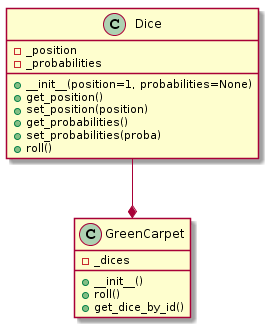 C Dice
_position
_probabilities
__init__(position=1, probabilities=None)
get_position()
set_position(position)
get_probabilities()
set_probabilities(proba)
roll()
C GreenCarpet
_dices
__init__()
roll()
get_dice_by_id()